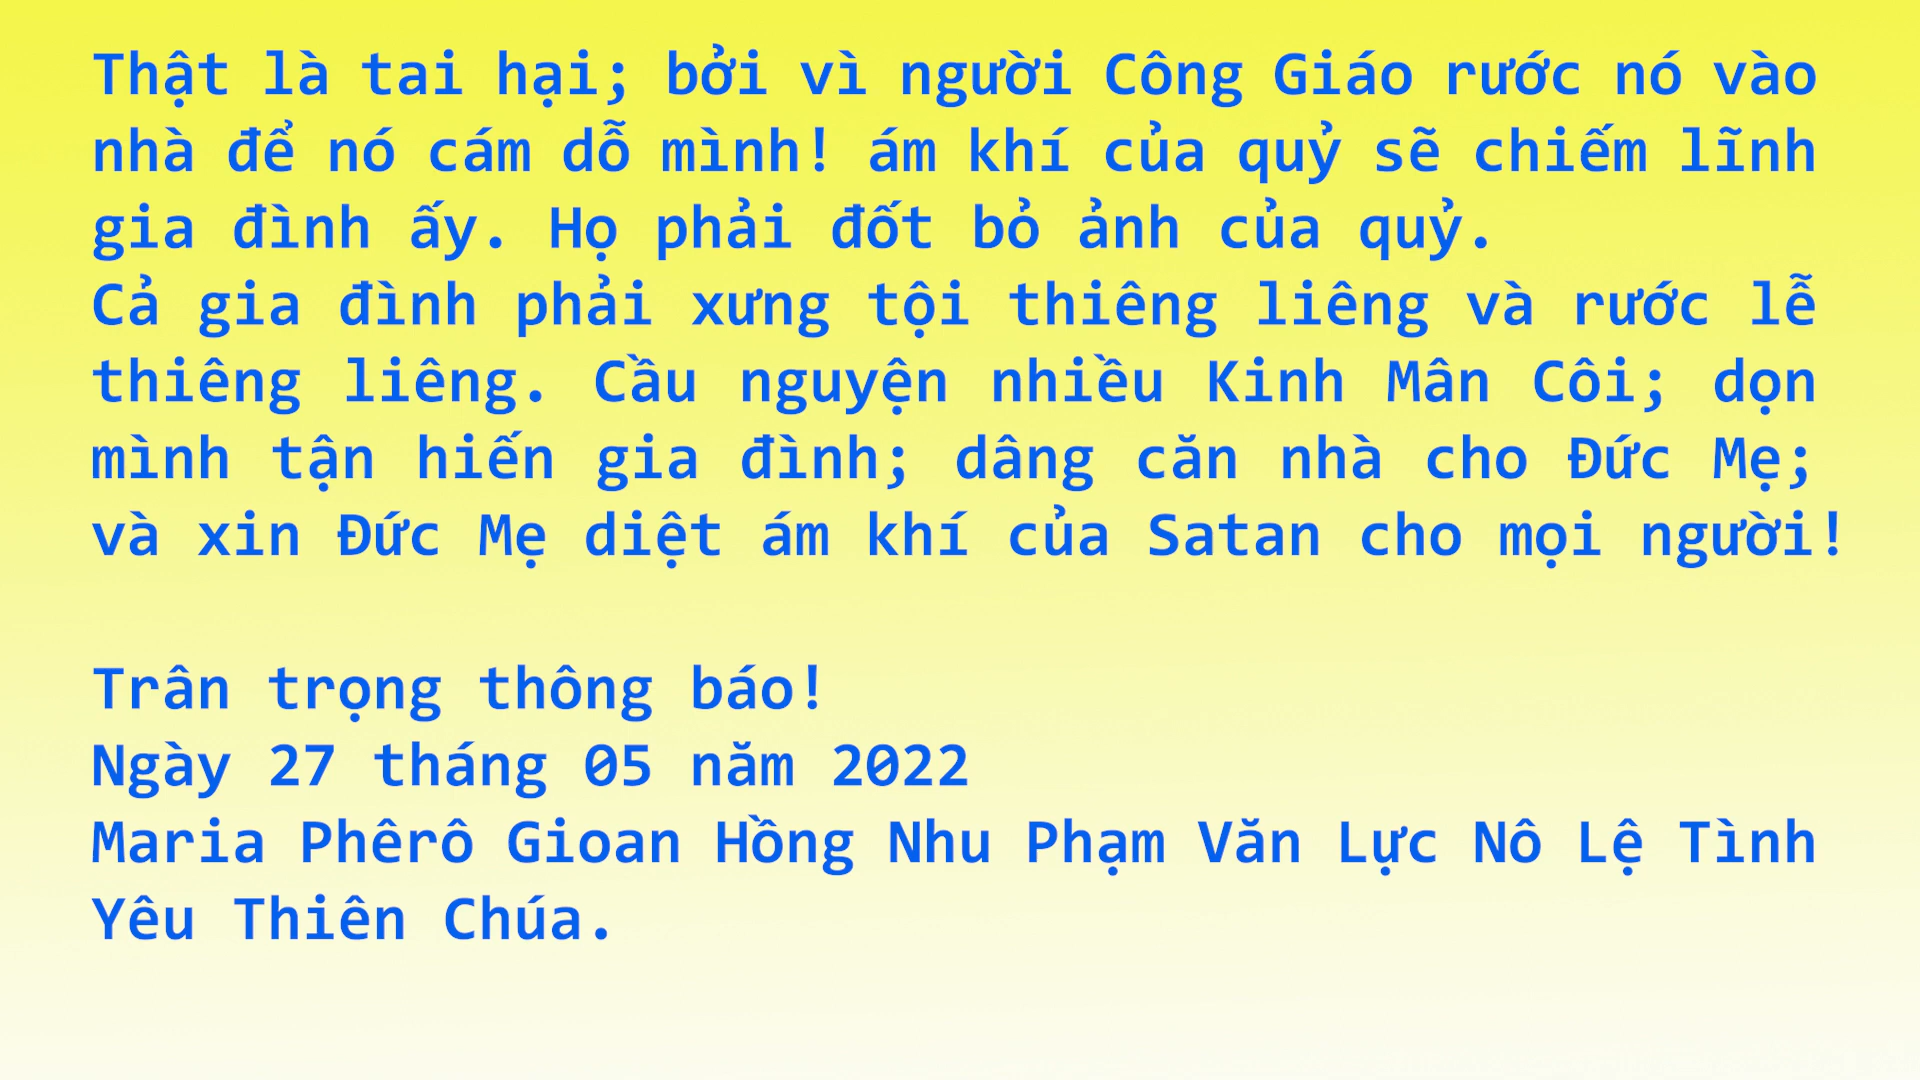 Thật là tai hại; bởi vì người Công Giáo rước nó vào
nhà để nó cám dỗ mình! ám khí của quỷ sẽ chiếm lĩnh
gia đình ấy. Họ phải đốt bỏ ảnh của quỷ.
Cả gia đình phải xưng tội thiêng liêng và rước lễ
thiêng liêng. Cầu nguyện nhiều Kinh Mân Côi; dọn
mình tận hiến gia đình; dâng căn nhà cho Đức Mẹ;
và xin Đức Mẹ diệt ám khí của Satan cho mọi người!
Trân trọng thông báo!
Ngày 27 tháng 05 năm 2022
Maria Phêrô Gioan Hồng Nhu Phạm Văn Lực Nô Lệ Tình
Yêu Thiên Chúa.